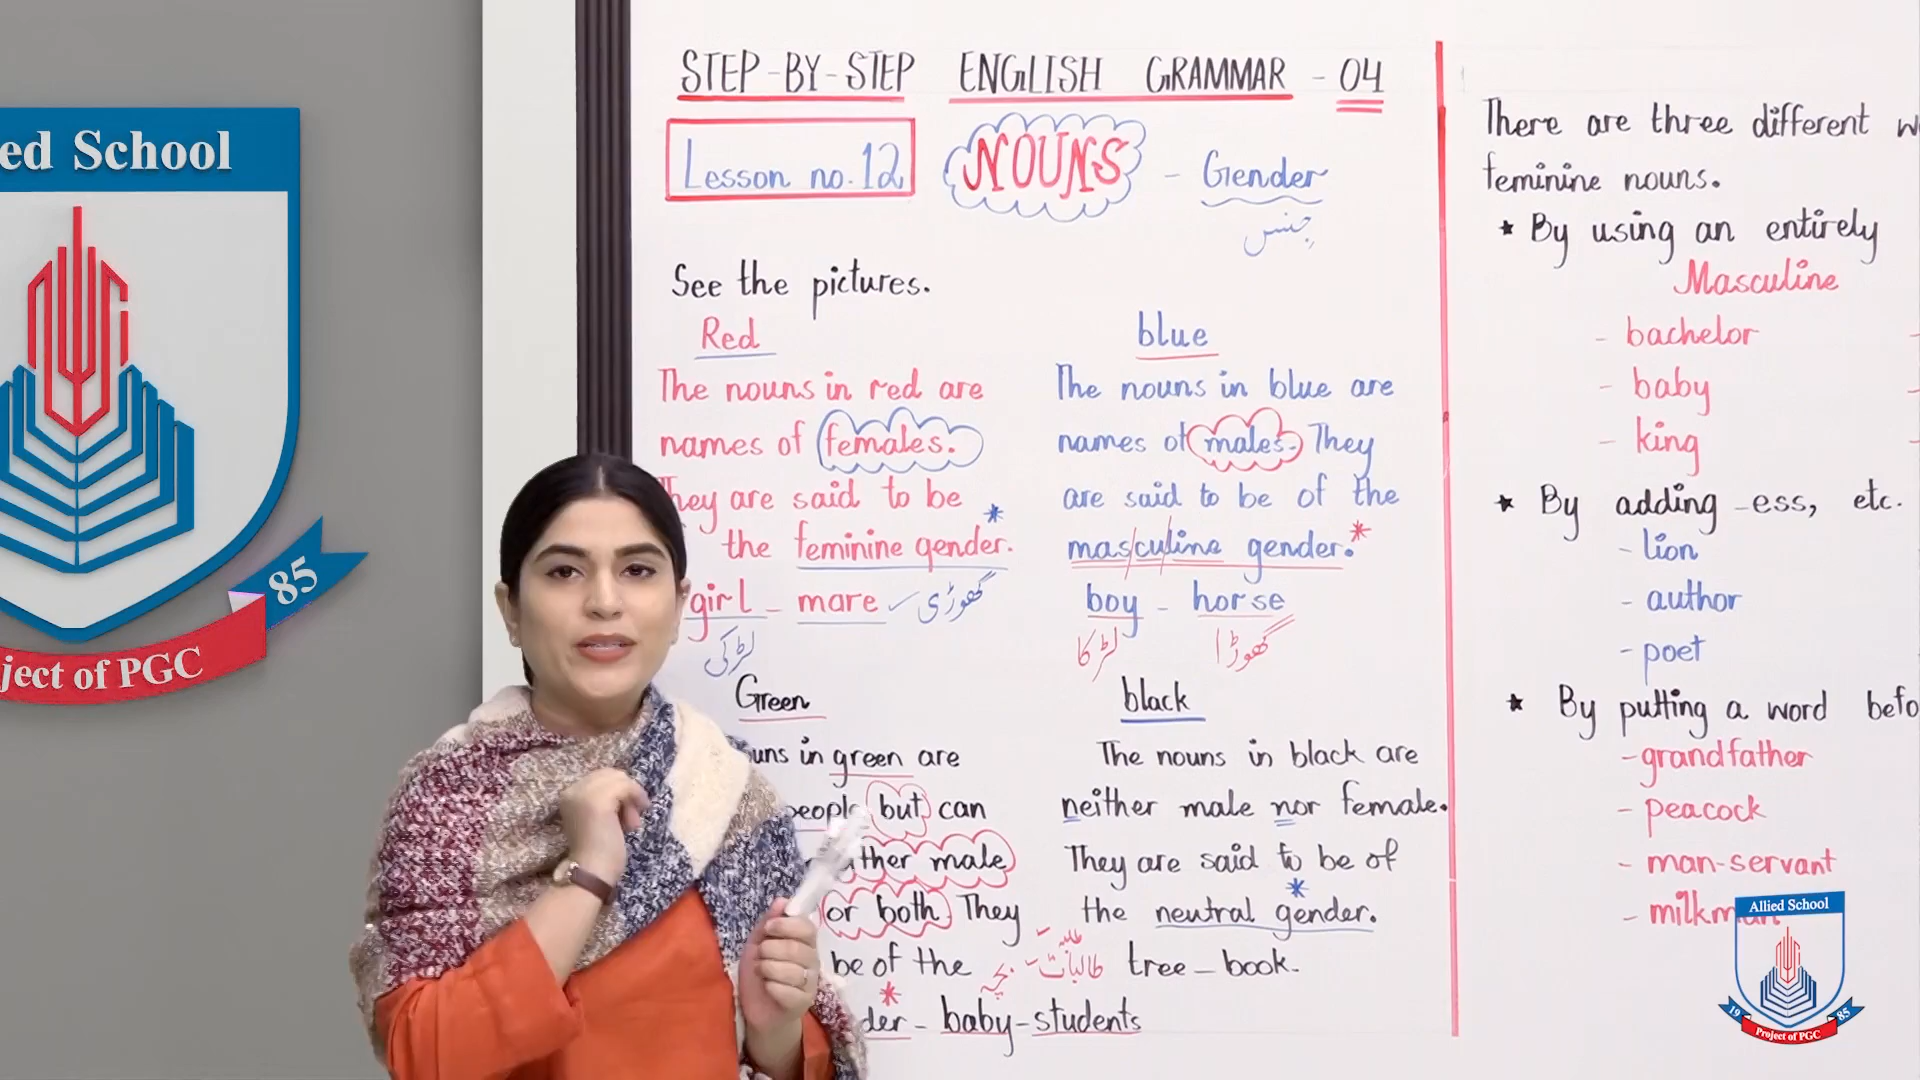 ed School
ject of PGC
85
STEP-BY-STEP ENGLISH GRAMMAR - 04
Lesson no.12 NOUNS - Gender
جنس
See the pictures.
Red
The nouns in red are
names of females.
They are said to be
the feminine gender.
girl - mare گھوڑی
لڑکی
blue
The nouns in blue are
names of males. They
are said to be of the
masculine gender.
boy - horse
لڑکا گھوڑا
Green
in green are
but can
male
or both They
be of the بچہ طالبات طلبہ
der - baby - students
black
The nouns in black are
neither male nor female.
They are said to be of
the neutral gender.
tree - book.
There are three different w
feminine nouns.
* By using an entirely
Masculine
- bachelor
- baby
- king
* By adding -ess, etc.
- lion
- author
- poet
* By putting a word befo
- grandfather
- peacock
- man-servant
- milkm
Allied School
19 85
Project of PGC